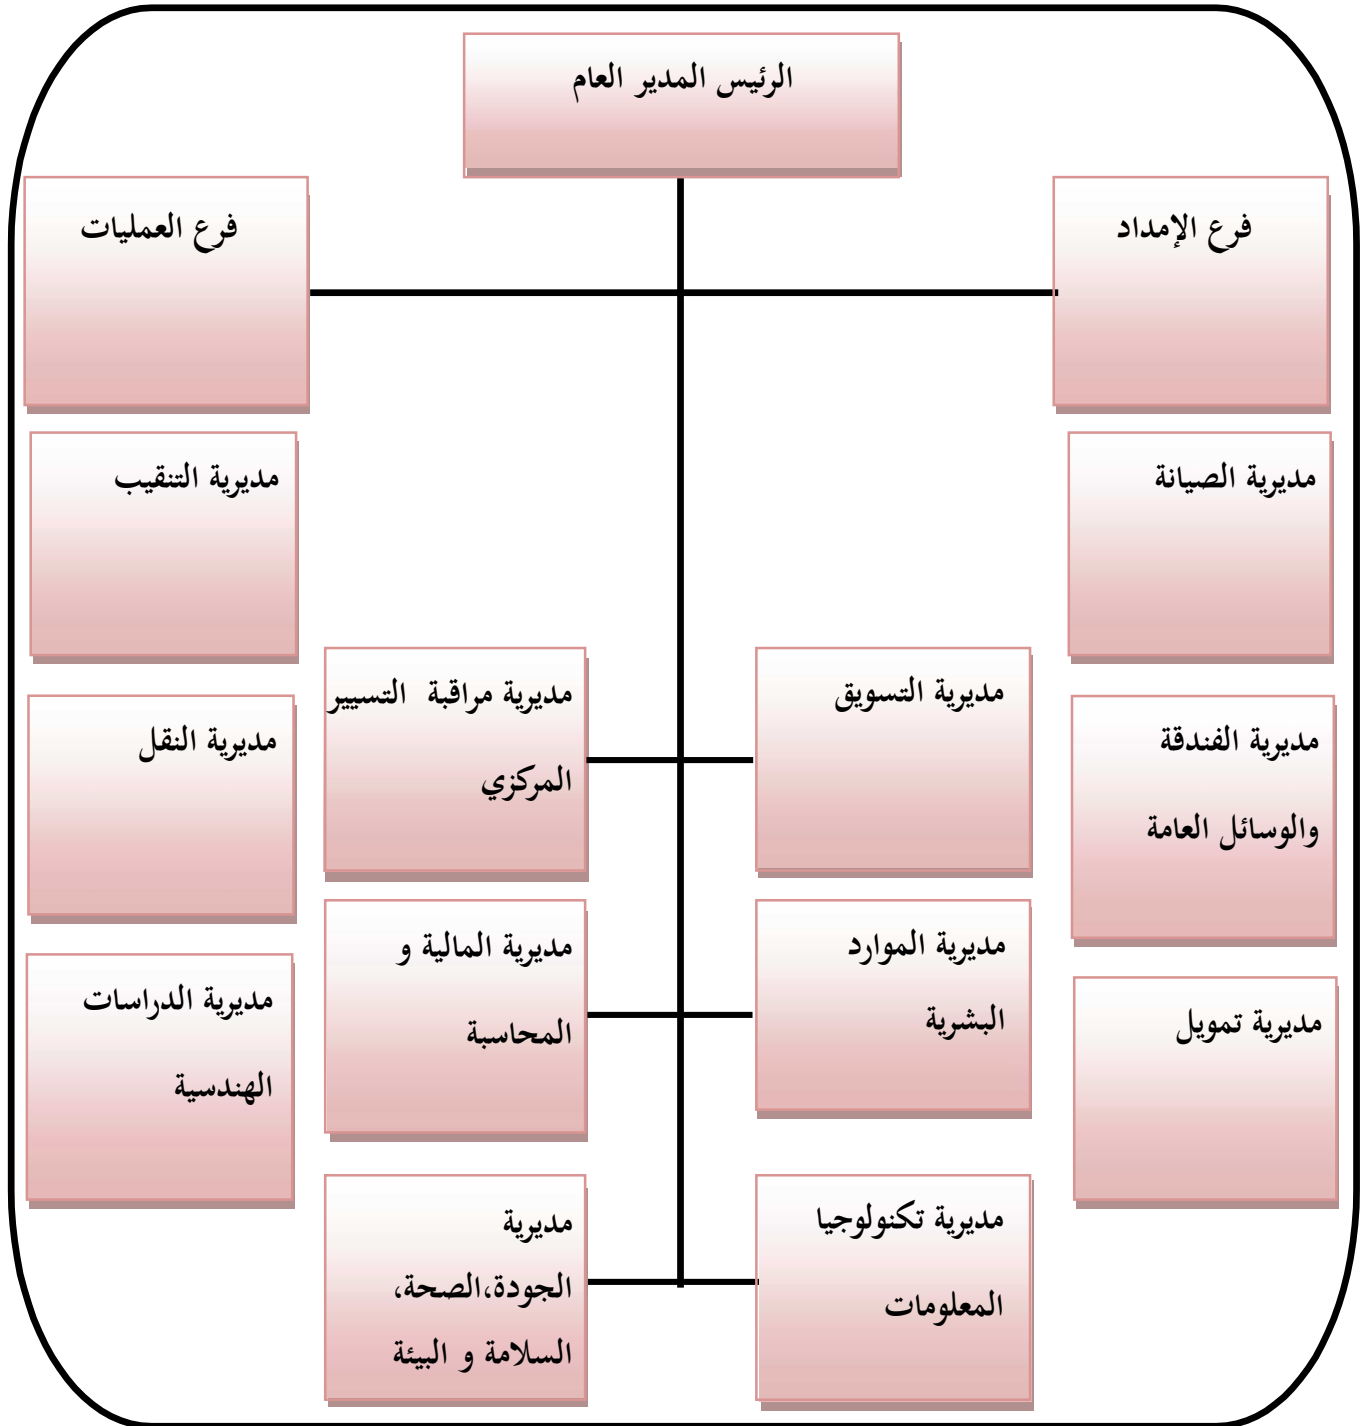 الرئيس المدير العام
فرع الإمداد
فرع العمليات
مديرية الصيانة
مديرية التنقيب
مديرية التسويق
مديرية مراقبة التسيير
المركزي
مديرية الفندقة
والوسائل العامة
مديرية النقل
مديرية الموارد
البشرية
مديرية المالية و
المحاسبة
مديرية تمويل
مديرية الدراسات
الهندسية
مديرية تكنولوجيا
المعلومات
مديرية
الجودة،الصحة،
السلامة و البيئة